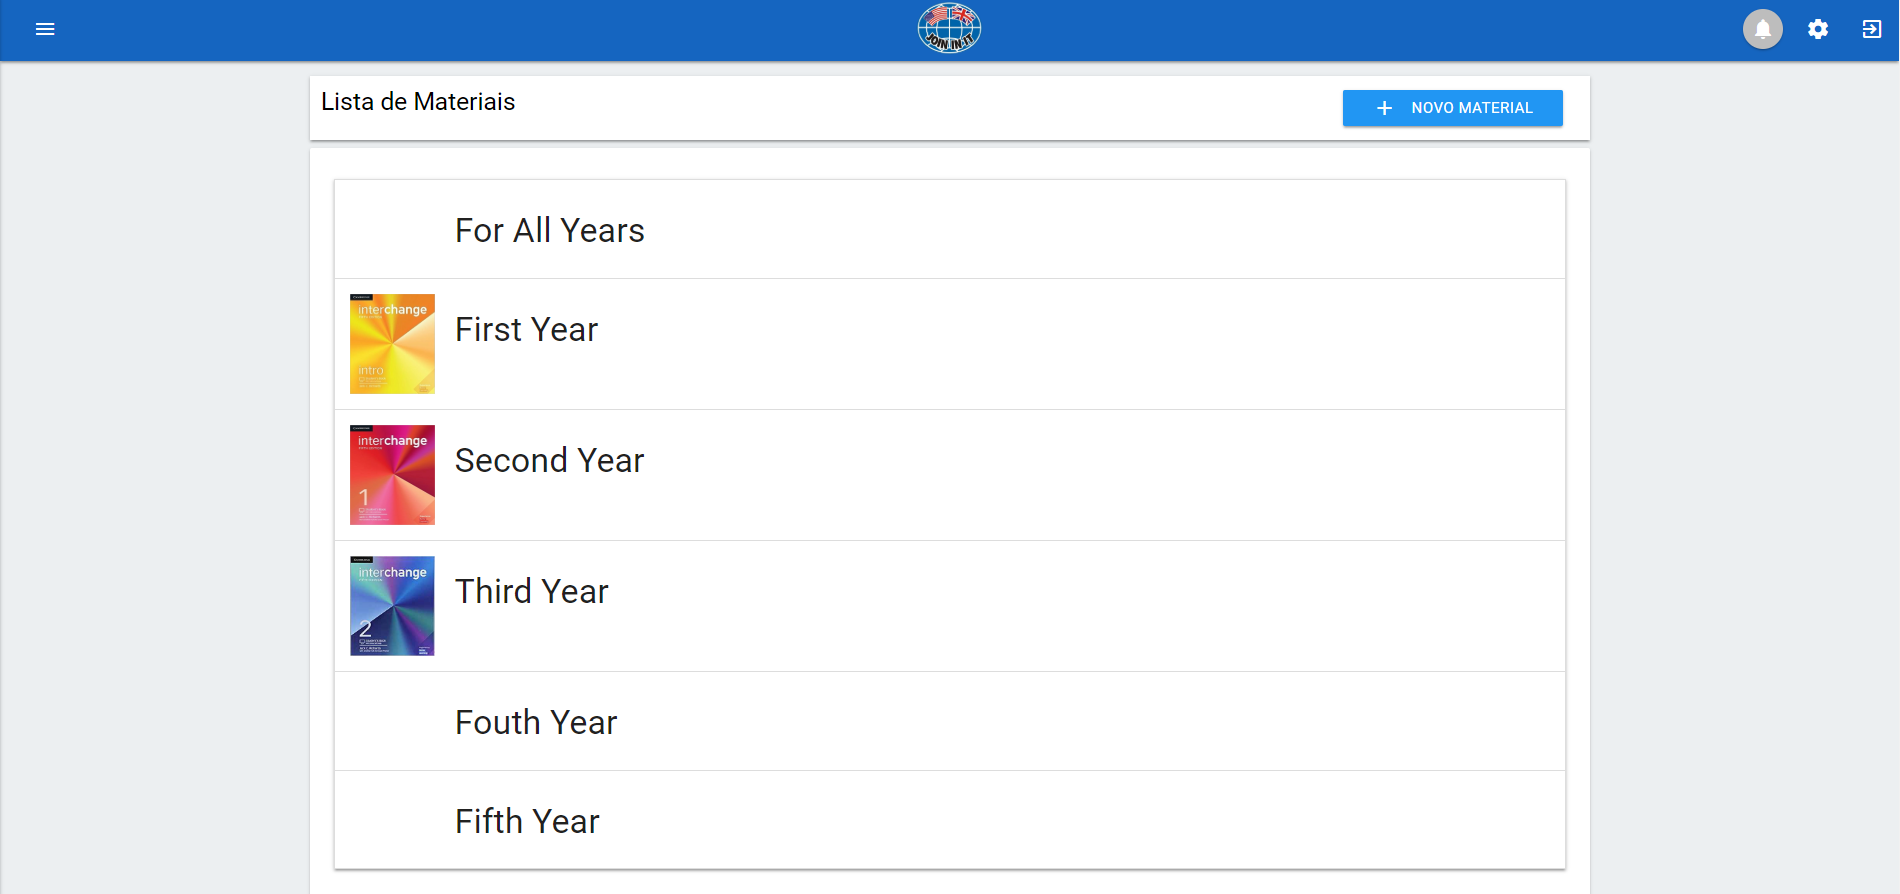 JOIN IN IT
Lista de Materiais
NOVO MATERIAL
For All Years
interchange
intro
First Year
interchange
1
Second Year
interchange
2
Third Year
Fouth Year
Fifth Year